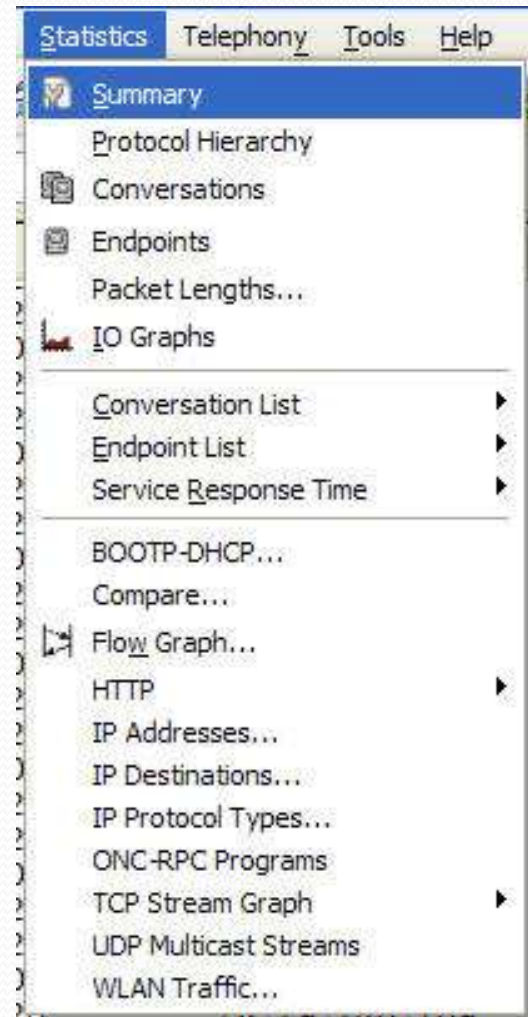 Statistics Telephony Tools Help
Summary
Protocol Hierarchy
Conversations
Endpoints
Packet Lengths...
IO Graphs
Conversation List
Endpoint List
Service Response Time
BOOTP-DHCP...
Compare...
Flow Graph...
HTTP
IP Addresses...
IP Destinations...
IP Protocol Types...
ONC-RPC Programs
TCP Stream Graph
UDP Multicast Streams
WLAN Traffic...